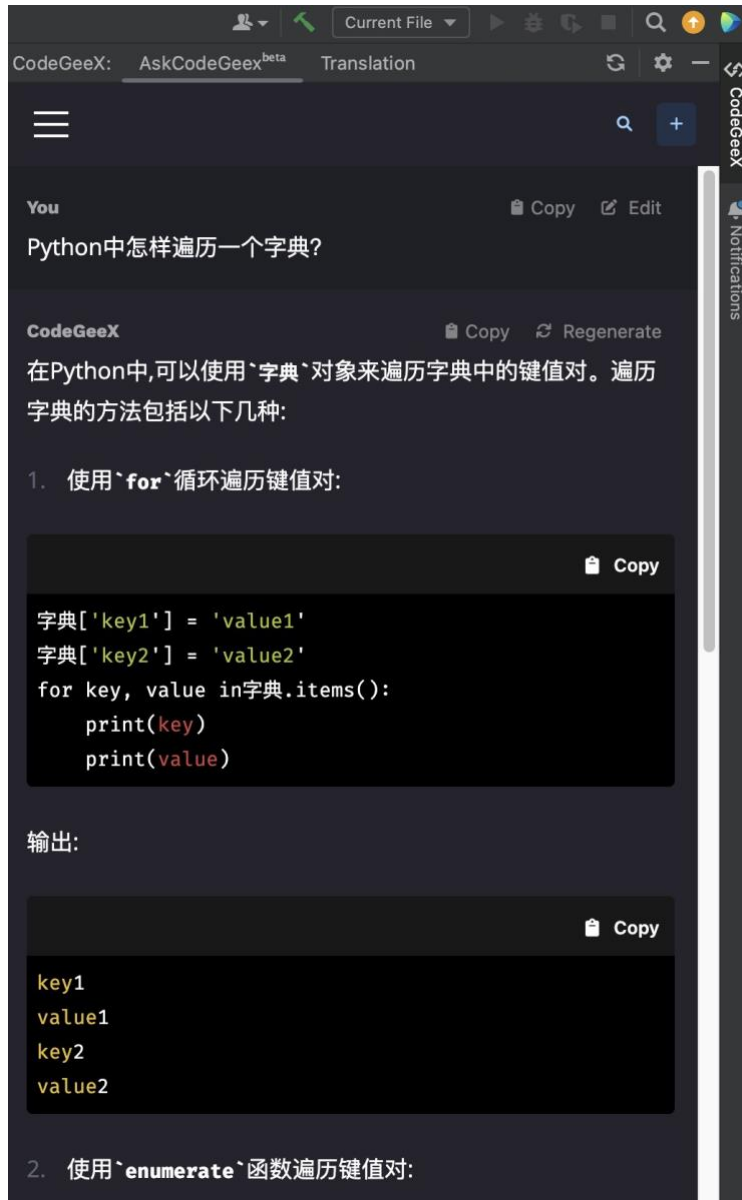 Current File
CodeGeeX: AskCodeGeex beta Translation
You Copy Edit
Python中怎样遍历一个字典?
CodeGeeX Copy Regenerate
在Python中,可以使用`字典`对象来遍历字典中的键值对。遍历
字典的方法包括以下几种:
1. 使用`for`循环遍历键值对:
Copy
字典['key1'] = 'value1'
字典['key2'] = 'value2'
for key, value in字典.items():
    print(key)
    print(value)
输出:
Copy
key1
value1
key2
value2
2. 使用`enumerate`函数遍历键值对:
CodeGeeX
Notifications